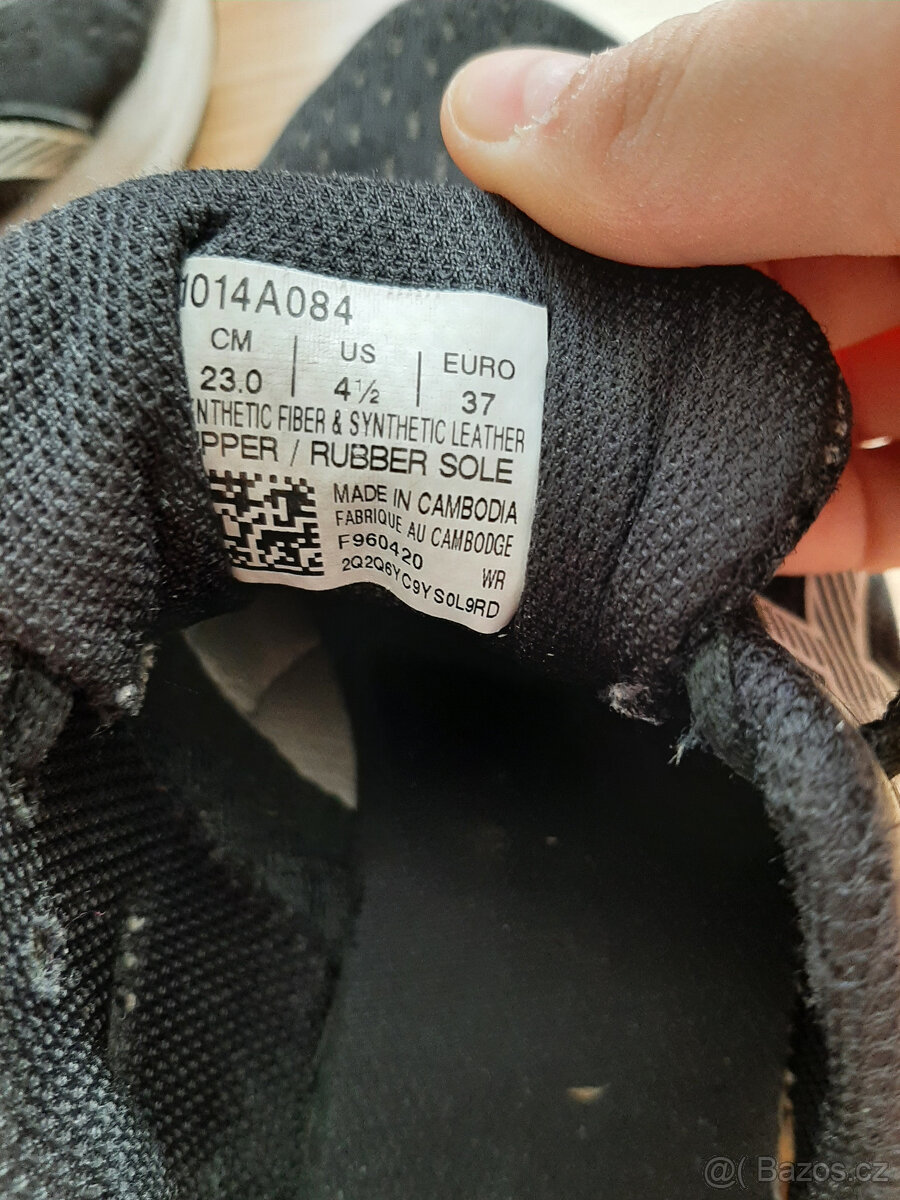 1014A084
CM | US | EURO
23.0 | 4½ | 37
NTHETIC FIBER & SYNTHETIC LEATHER
PPER / RUBBER SOLE
MADE IN CAMBODIA
FABRIQUE AU CAMBODGE
F960420 WR
2Q2Q6YC9YS0L9RD
@( Bazos.cz